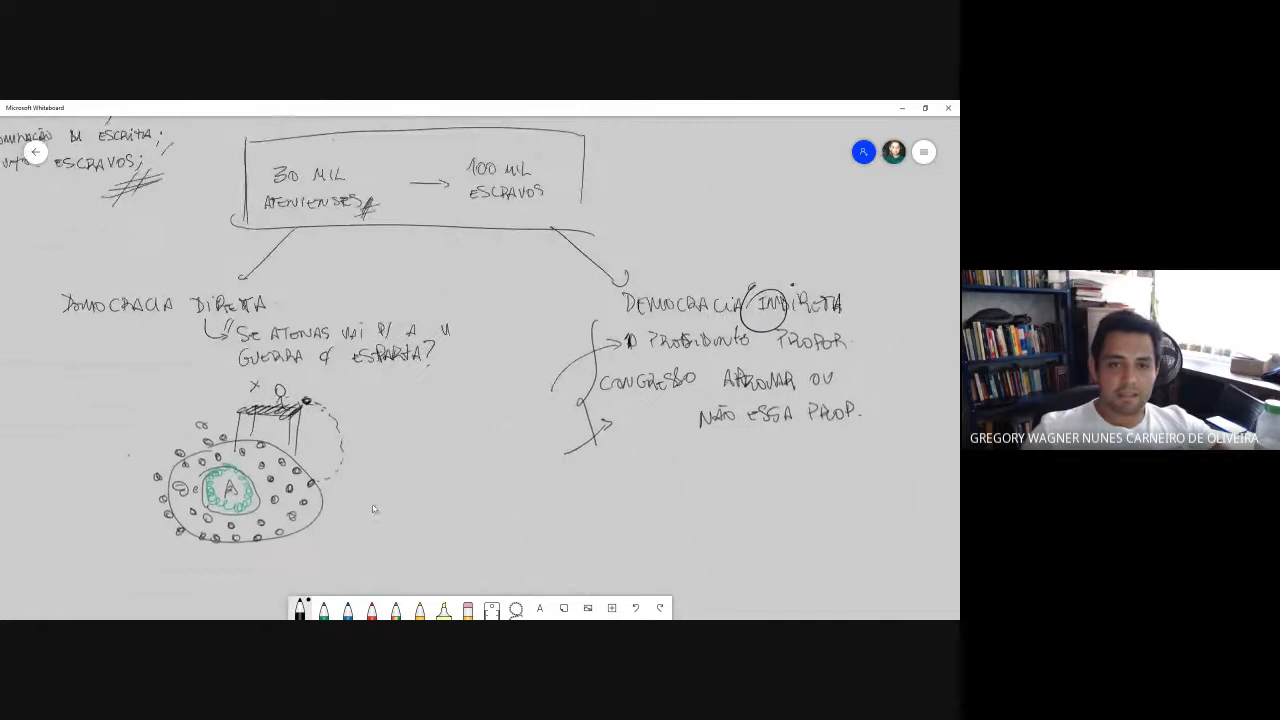 Microsoft Whiteboard
ESCRITA;
ESCRAVOS;
30 MIL
ATENIENSES
100 MIL
ESCRAVOS
DEMOCRACIA DIRETA
"SE ATENAS VAI P/ A
GUERRA C/ ESPARTA?"
X
A
DEMOCRACIA "INDIRETA
O PRESIDENTE PROPOR
CONGRESSO APROVAR OU
NÃO ESSA PROP.
A
GREGORY WAGNER NUNES CARNEIRO DE OLIVEIRA